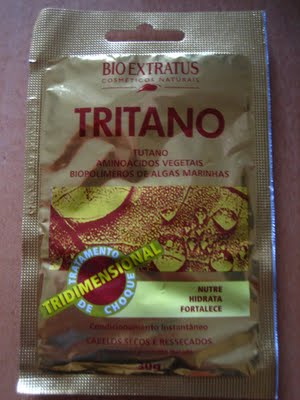 BIO EXTRATUS
COSMÉTICOS NATURAIS
TRITANO
TUTANO
AMINOÁCIDOS VEGETAIS
BIOPOLÍMEROS DE ALGAS MARINHAS
TRATAMENTO
TRIDIMENSIONAL
DE CHOQUE
NUTRE
HIDRATA
FORTALECE
Condicionamento Instantâneo
CABELOS SECOS E RESSECADOS
30g